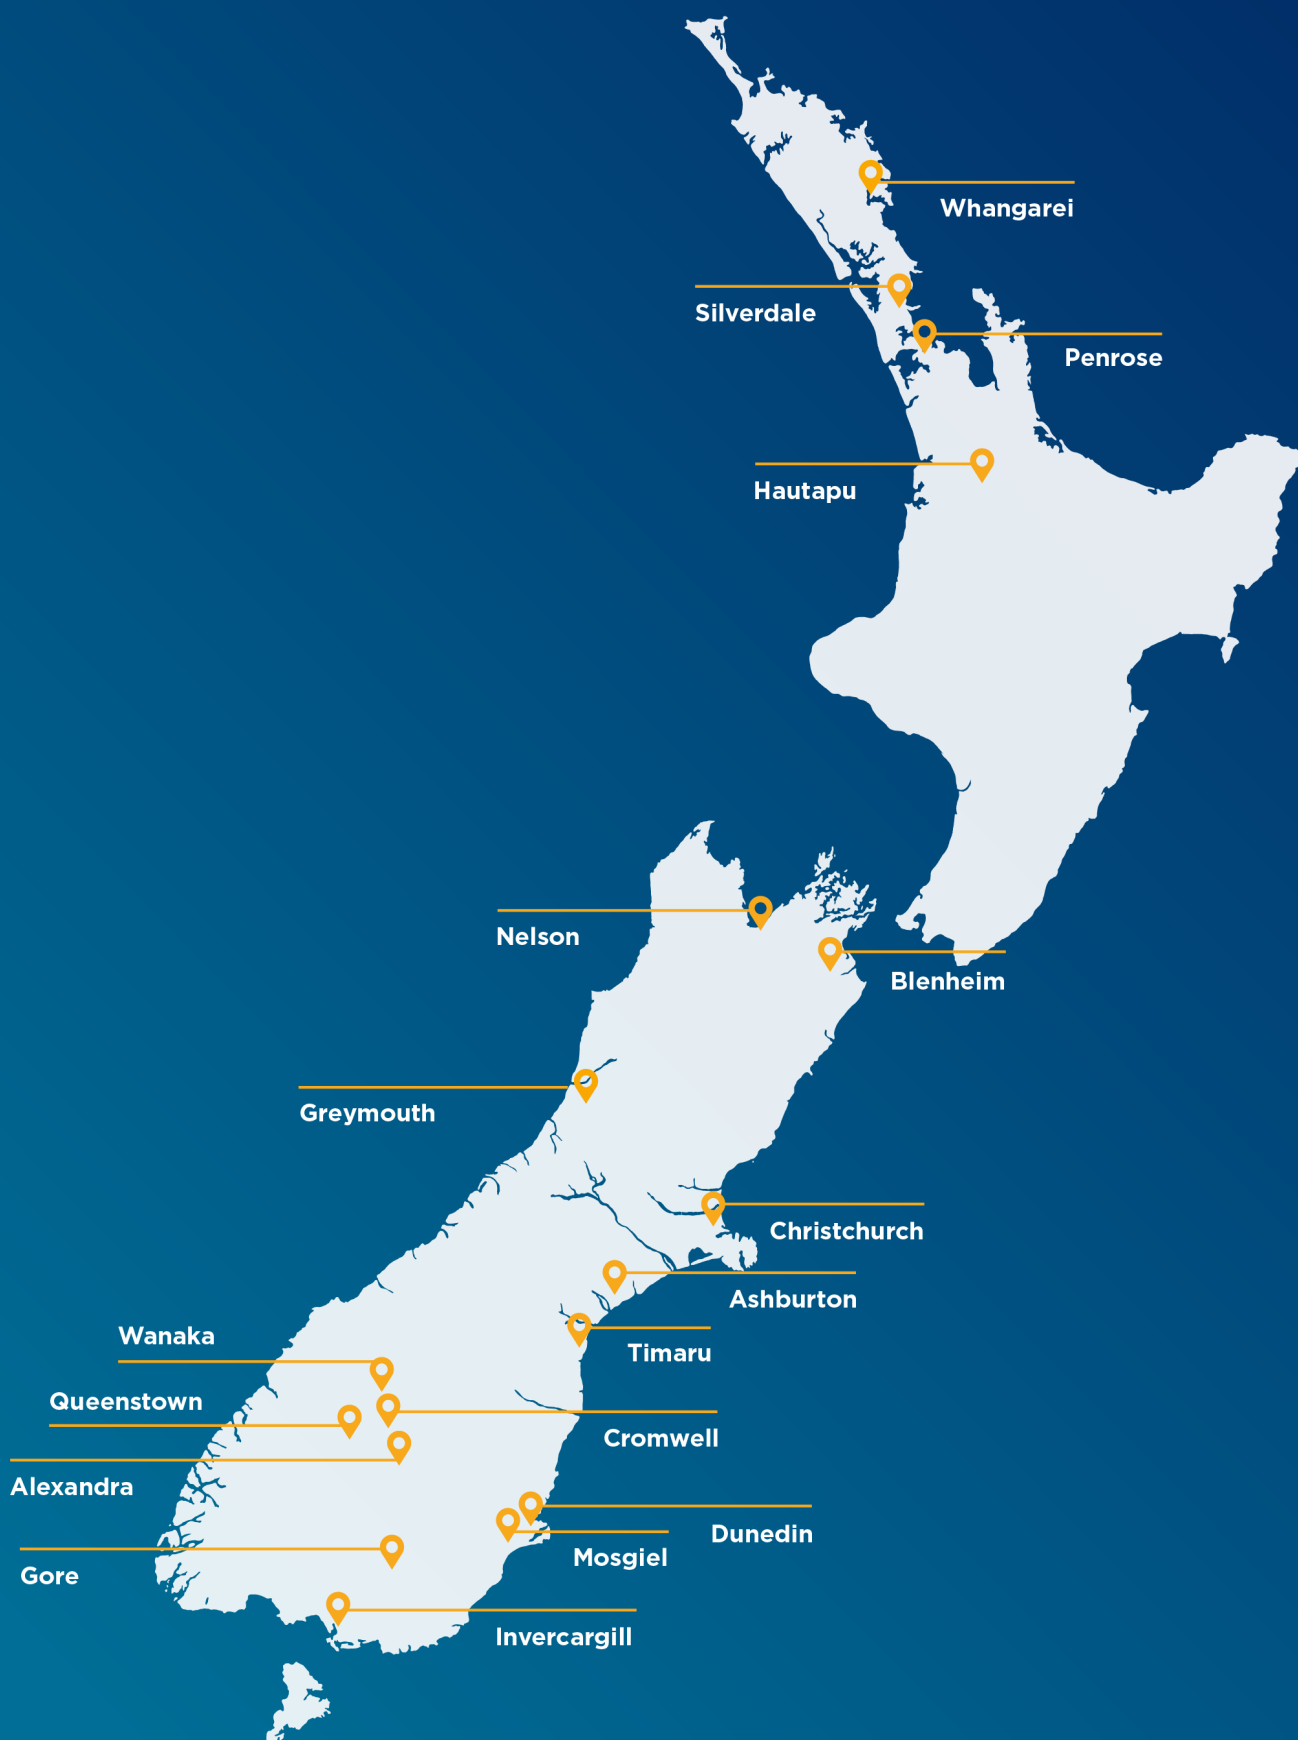 Whangarei
Silverdale
Penrose
Hautapu
Nelson
Blenheim
Greymouth
Christchurch
Ashburton
Wanaka
Timaru
Queenstown
Cromwell
Alexandra
Dunedin
Mosgiel
Gore
Invercargill